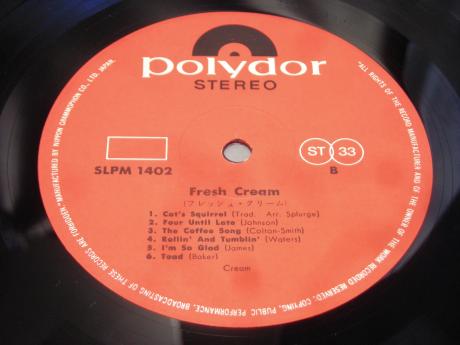 polydor
STEREO
SLPM 1402
ST 33
B
Fresh Cream
(フレッシュ・クリーム)
1. Cat's Squirrel (Trad. Arr. Splurge)
2. Four Until Late (Johnson)
3. The Coffee Song (Colton-Smith)
4. Rollin' And Tumblin' (Waters)
5. I'm So Glad (James)
6. Toad (Baker)
Cream
"ALL RIGHTS OF THE RECORD MANUFACTURER AND OF THE OWNER OF THE WORK RECORDED RESERVED. COPYING, PUBLIC PERFORMANCE, BROADCASTING OF THESE RECORDS ARE FORBIDDEN" MANUFACTURED BY NIPPON GRAMMOPHON CO., LTD. JAPAN.